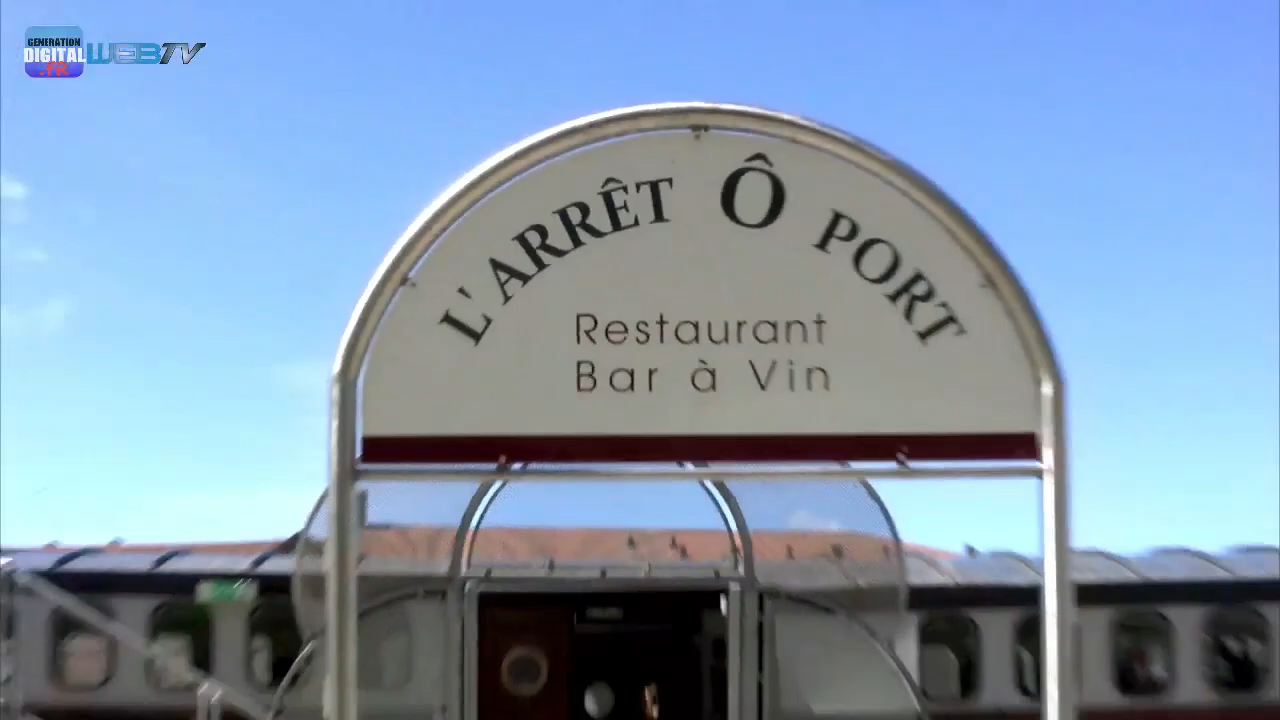 GENERATION
DIGITAL WEBTV
.FR
L'ARRÊT Ô PORT
Restaurant
Bar à Vin